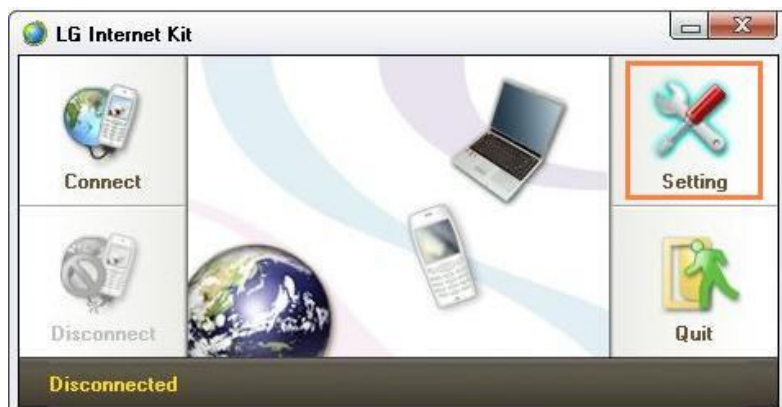 LG Internet Kit
Connect
Setting
Disconnect
Quit
Disconnected